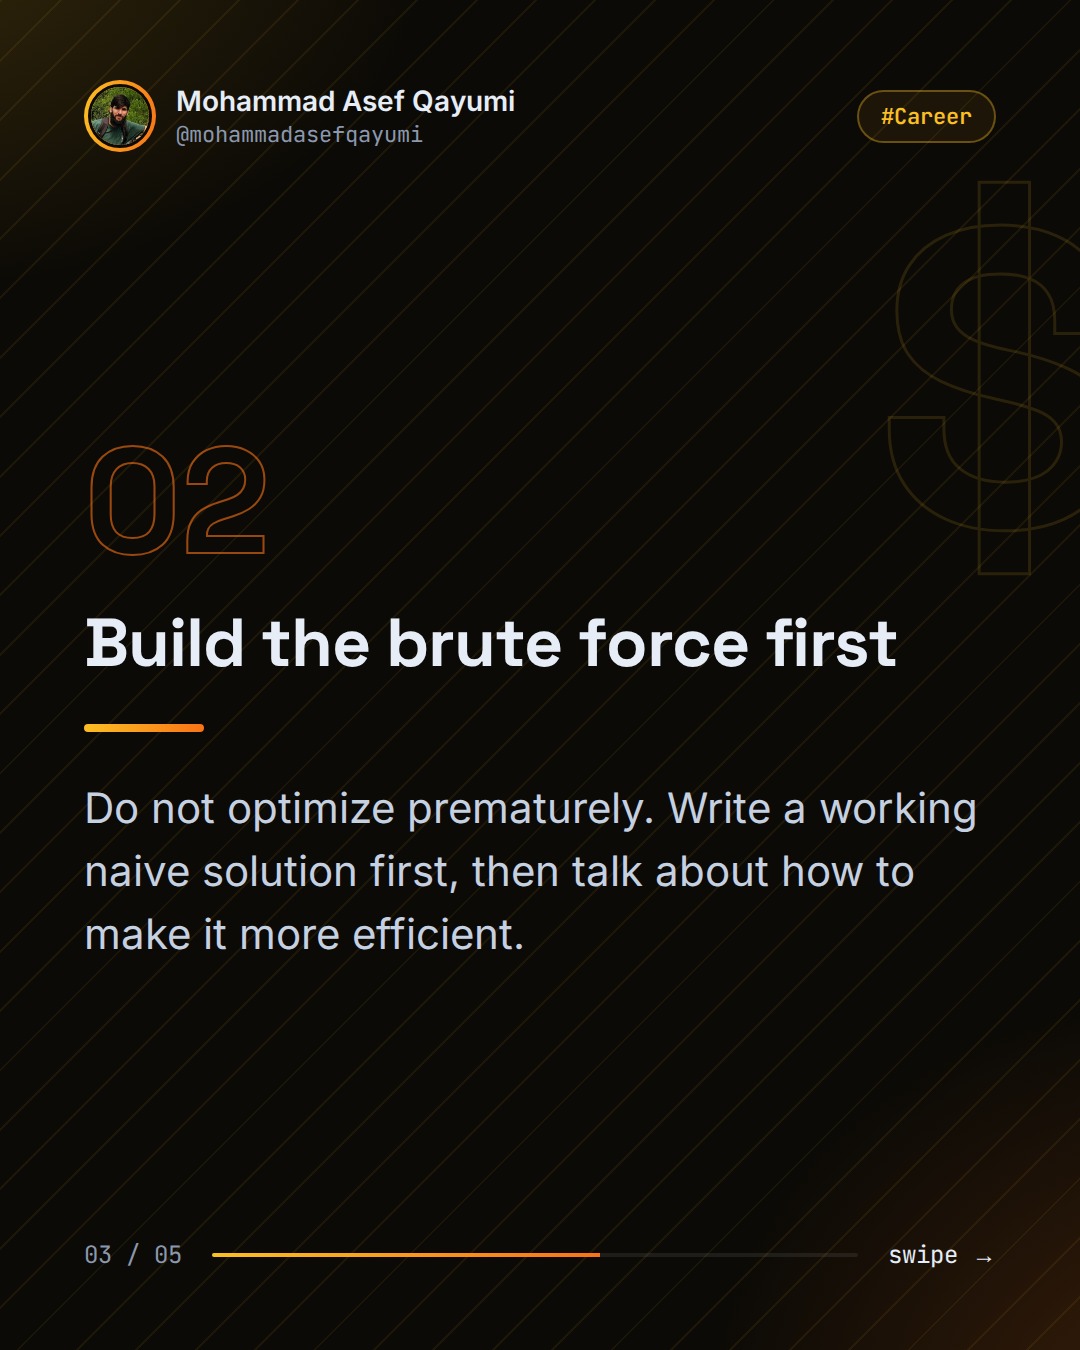 Mohammad Asef Qayumi
@mohammadasefqayumi
#Career
$
02
Build the brute force first
Do not optimize prematurely. Write a working
naive solution first, then talk about how to
make it more efficient.
03 / 05
swipe →